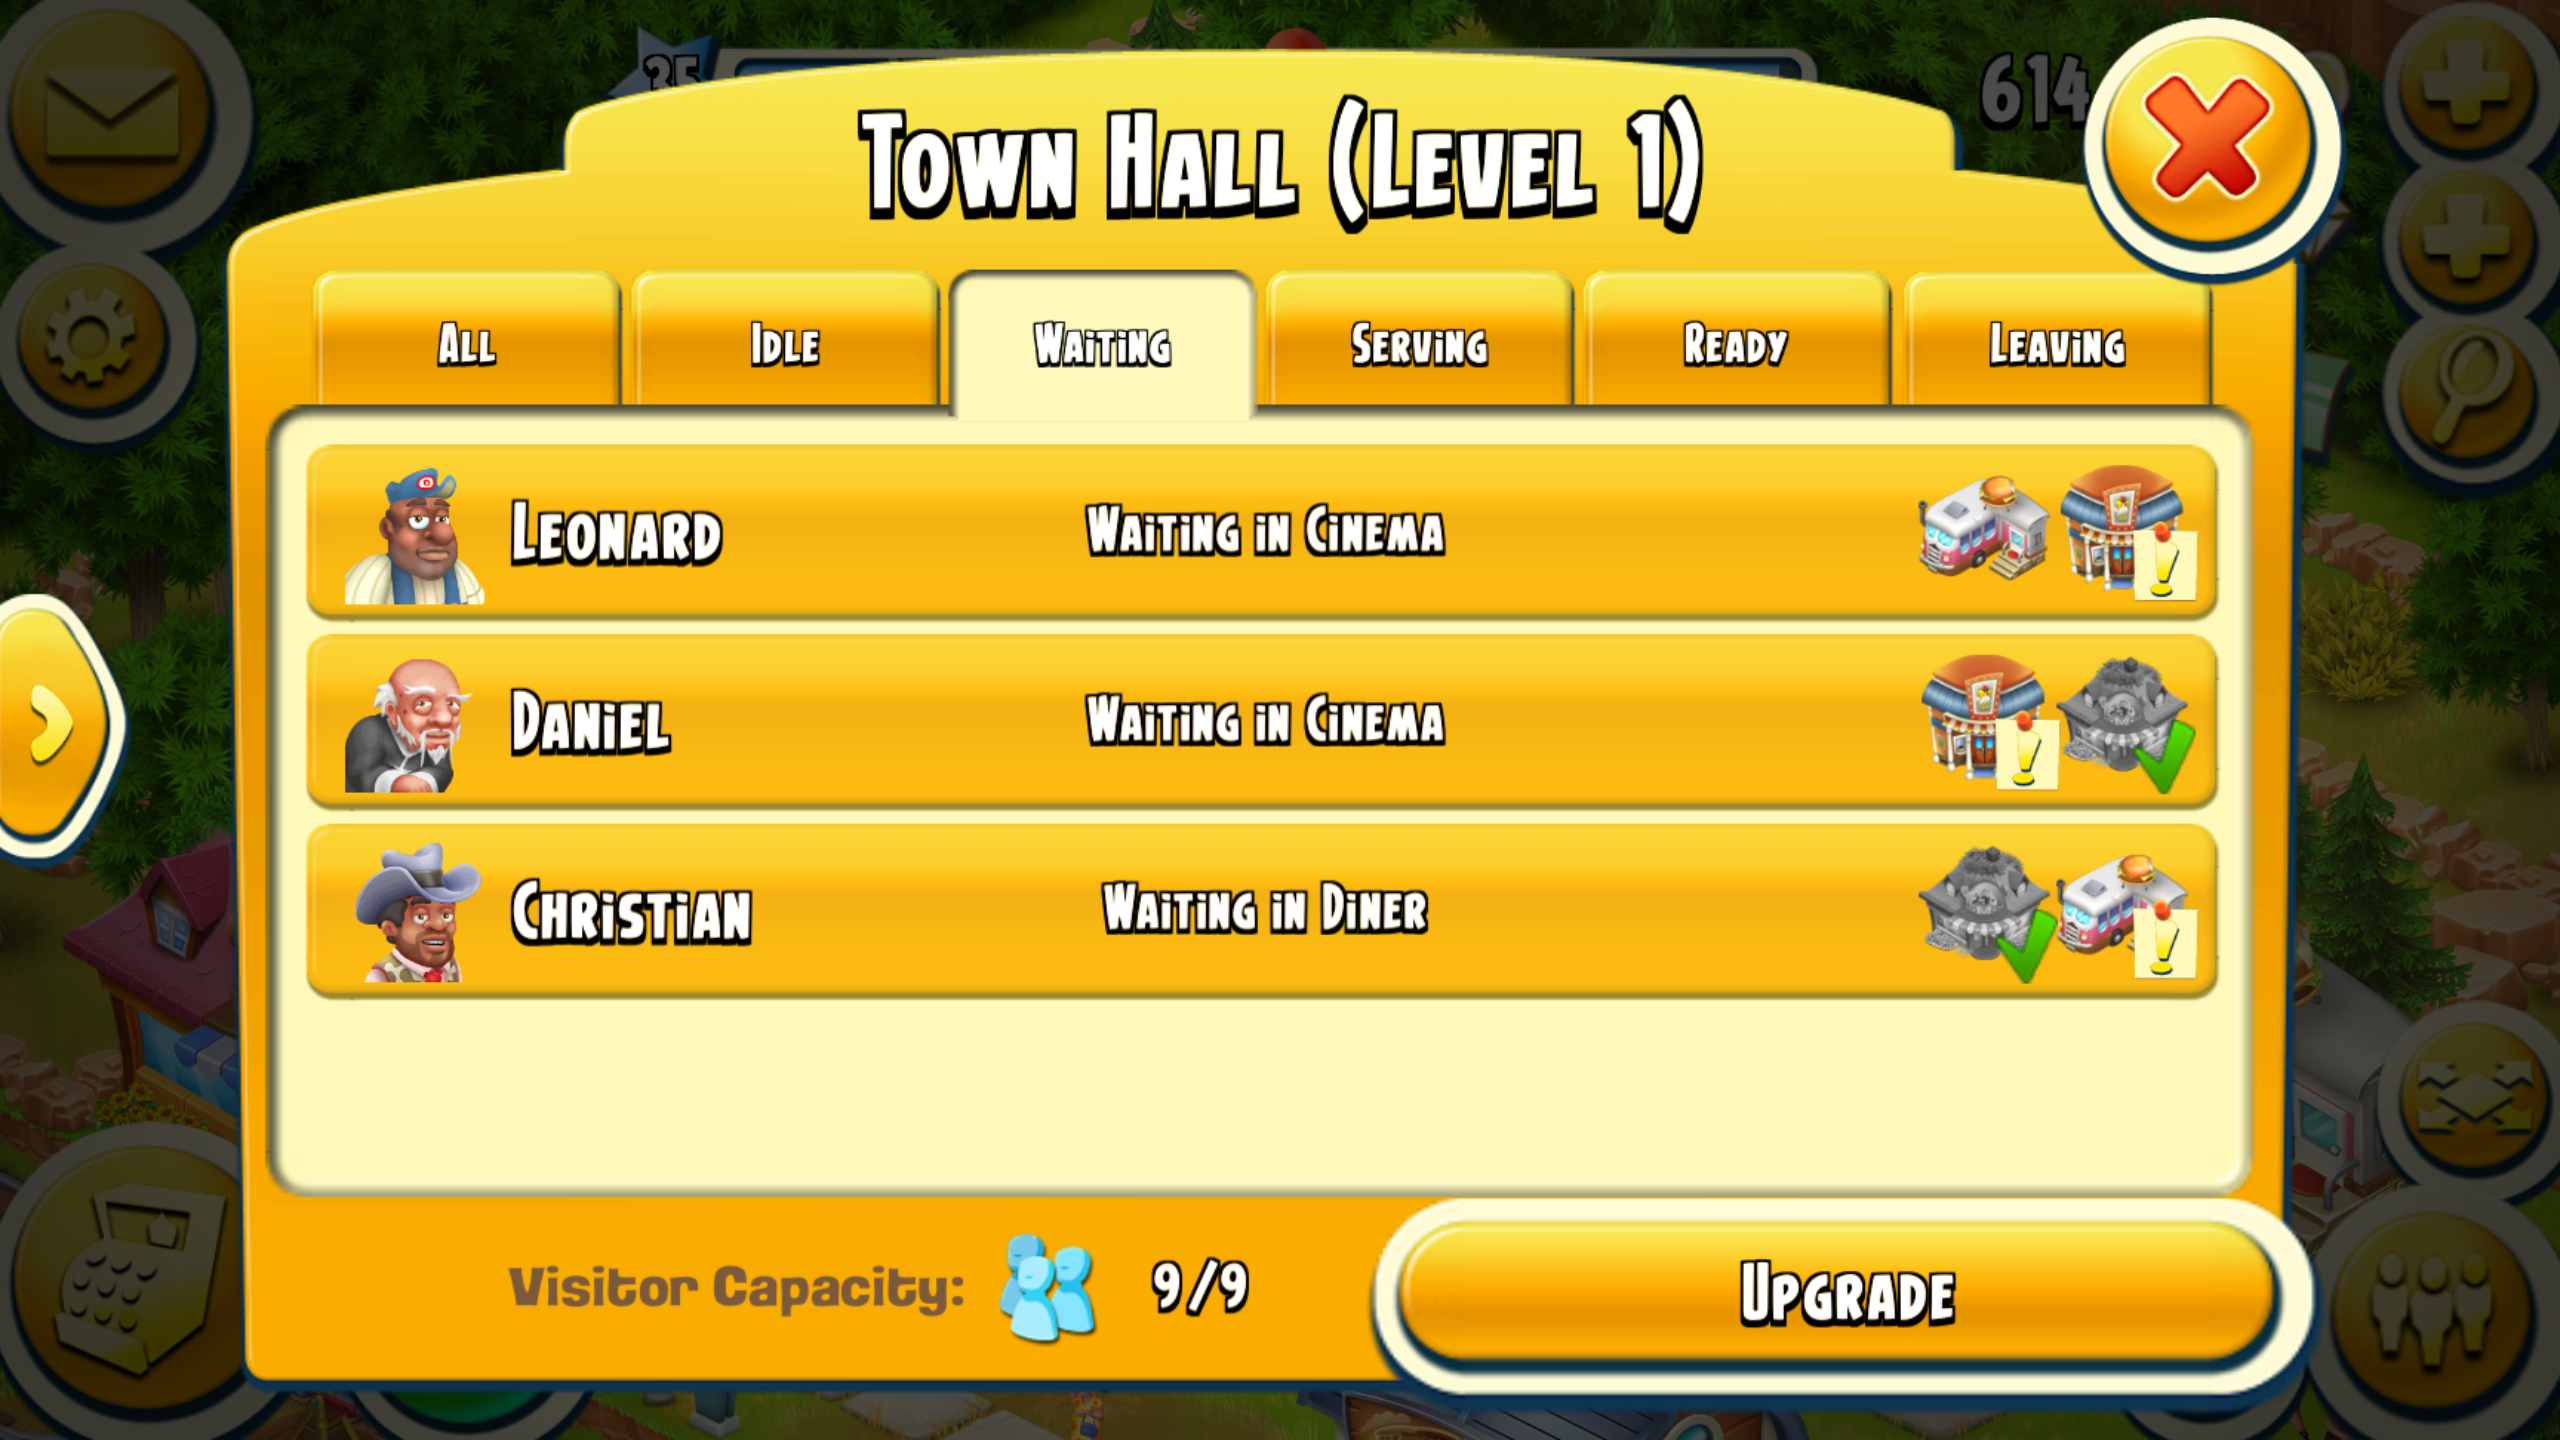 35
614
Town Hall (Level 1)
All
Idle
Waiting
Serving
Ready
Leaving
Leonard
Waiting in Cinema
Daniel
Waiting in Cinema
Christian
Waiting in Diner
Visitor Capacity:
9/9
Upgrade